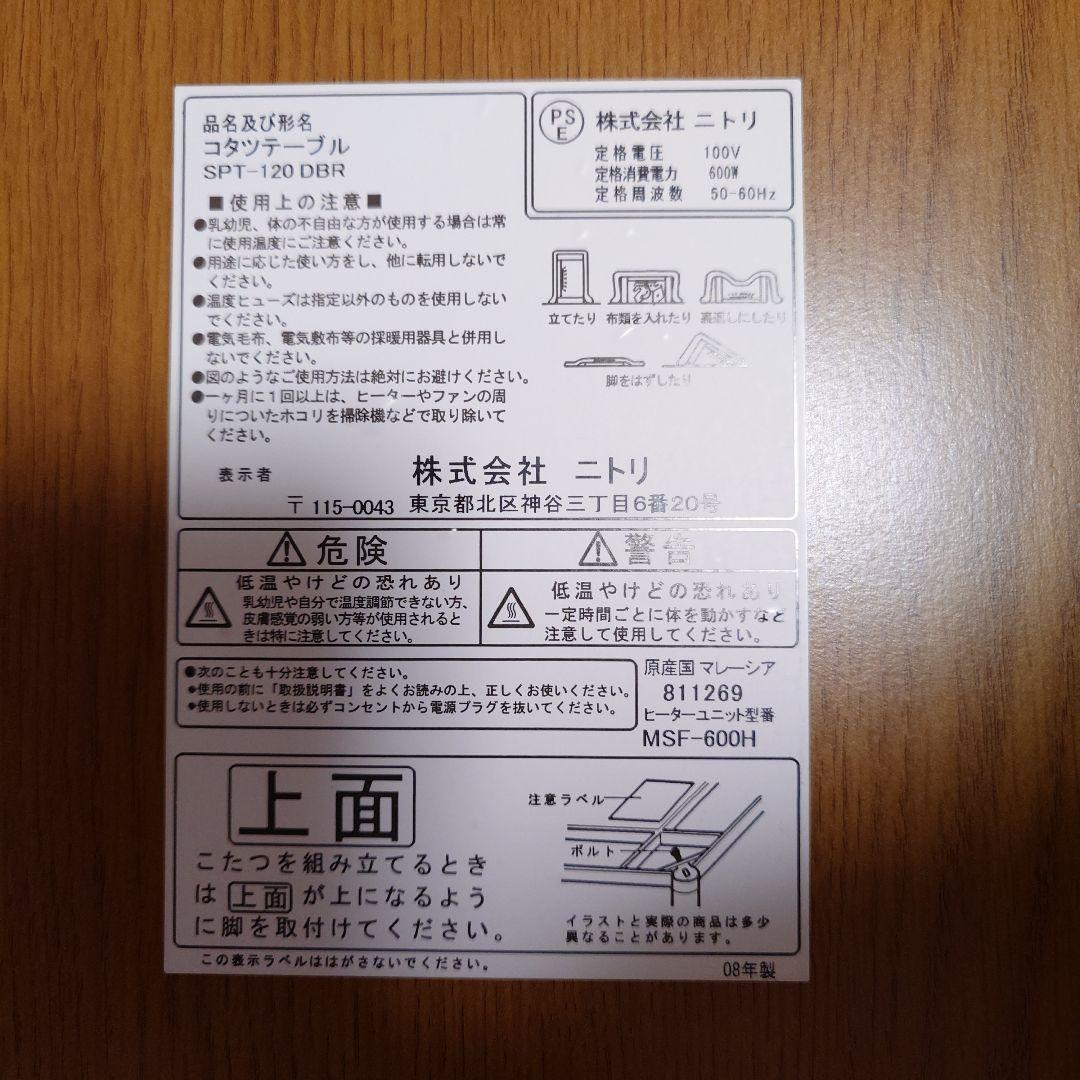 品名及び形名
コタツテーブル
SPT-120 DBR
■使用上の注意■
●乳幼児、体の不自由な方が使用する場合は常
に使用温度にご注意ください。
●用途に応じた使い方をし、他に転用しないで
ください。
●温度ヒューズは指定以外のものを使用しない
でください。
●電気毛布、電気敷布等の採暖用器具と併用し
ないでください。
●図のようなご使用方法は絶対にお避けください。
●一ヶ月に1回以上は、ヒーターやファンの周
りについたホコリを掃除機などで取り除いて
ください。
PS
E
株式会社 ニトリ
定格電圧 100V
定格消費電力 600W
定格周波数 50-60Hz
立てたり 布類を入れたり 裏返しにしたり
脚をはずしたり
表示者 株式会社 ニトリ
〒115-0043 東京都北区神谷三丁目6番20号
危険
低温やけどの恐れあり
乳幼児や自分で温度調節できない方、
皮膚感覚の弱い方等が使用されると
きは特に注意してください。
警告
低温やけどの恐れあり
一定時間ごとに体を動かすなど
注意して使用してください。
●次のことも十分注意してください。
●使用の前に「取扱説明書」をよくお読みの上、正しくお使いください。
●使用しないときは必ずコンセントから電源プラグを抜いてください。
原産国 マレーシア
811269
ヒーターユニット型番
MSF-600H
上面
こたつを組み立てるとき
は 上面 が上になるよう
に脚を取付けてください。
注意ラベル
ボルト
イラストと実際の商品は多少
異なることがあります。
この表示ラベルははがさないでください。
08年製